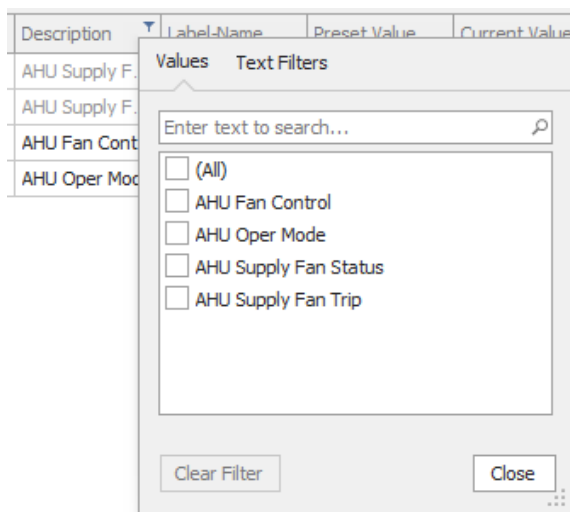 Description Label-Name Preset Value Current Value
AHU Supply F...
AHU Supply F...
AHU Fan Cont
AHU Oper Mod
Values Text Filters
Enter text to search...
(All)
AHU Fan Control
AHU Oper Mode
AHU Supply Fan Status
AHU Supply Fan Trip
Clear Filter Close